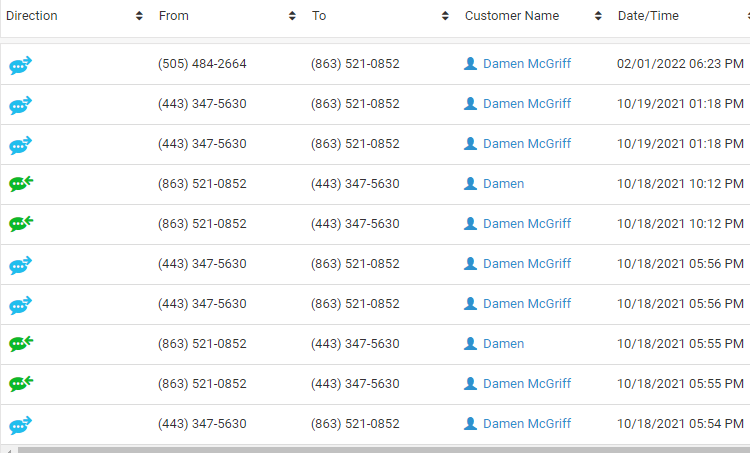 Direction From To Customer Name Date/Time
(505) 484-2664 (863) 521-0852 Damen McGriff 02/01/2022 06:23 PM
(443) 347-5630 (863) 521-0852 Damen McGriff 10/19/2021 01:18 PM
(443) 347-5630 (863) 521-0852 Damen McGriff 10/19/2021 01:18 PM
(863) 521-0852 (443) 347-5630 Damen 10/18/2021 10:12 PM
(863) 521-0852 (443) 347-5630 Damen McGriff 10/18/2021 10:12 PM
(443) 347-5630 (863) 521-0852 Damen McGriff 10/18/2021 05:56 PM
(443) 347-5630 (863) 521-0852 Damen McGriff 10/18/2021 05:56 PM
(863) 521-0852 (443) 347-5630 Damen 10/18/2021 05:55 PM
(863) 521-0852 (443) 347-5630 Damen McGriff 10/18/2021 05:55 PM
(443) 347-5630 (863) 521-0852 Damen McGriff 10/18/2021 05:54 PM